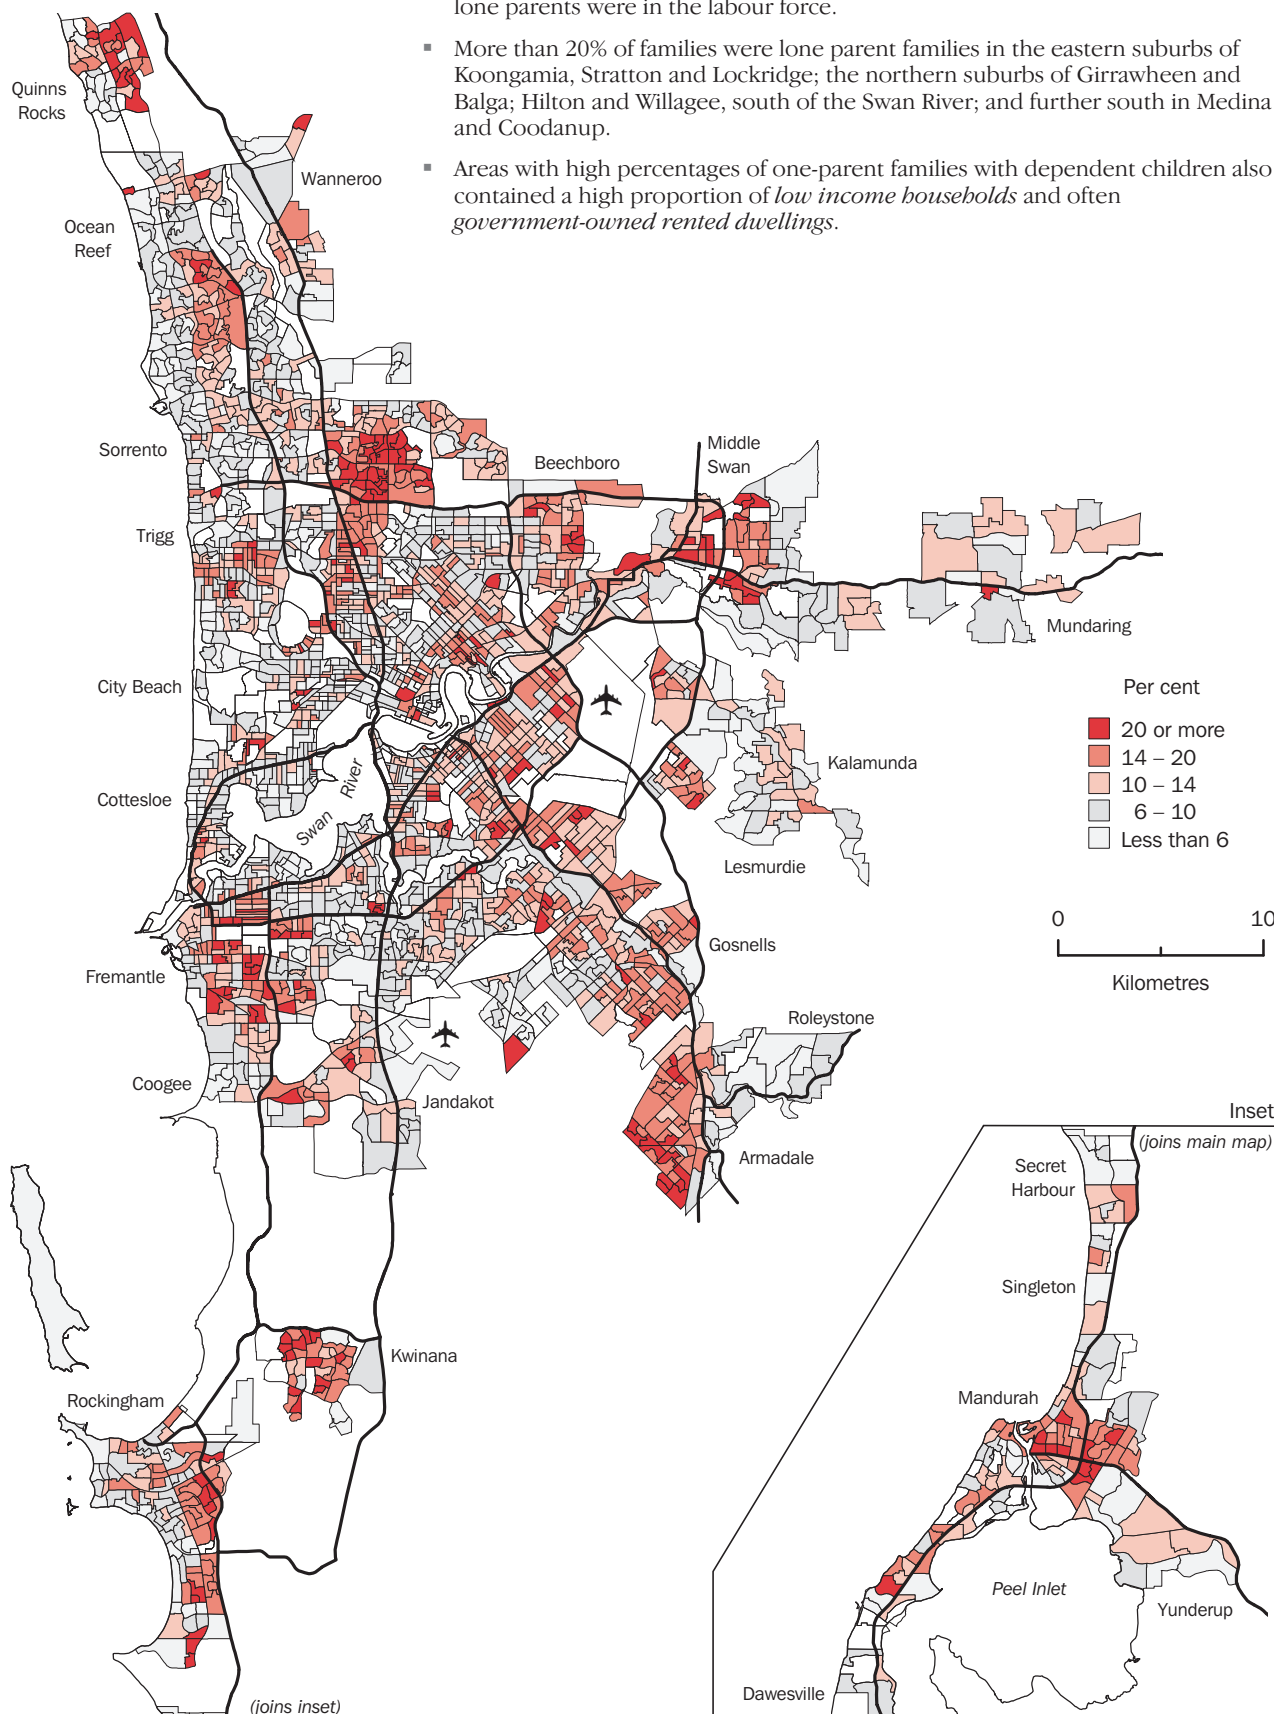 lone parents were in the labour force.
▪ More than 20% of families were lone parent families in the eastern suburbs of
Koongamia, Stratton and Lockridge; the northern suburbs of Girrawheen and
Balga; Hilton and Willagee, south of the Swan River; and further south in Medina
and Coodanup.
▪ Areas with high percentages of one-parent families with dependent children also
contained a high proportion of low income households and often
government-owned rented dwellings.
Quinns
Rocks
Wanneroo
Ocean
Reef
Sorrento
Middle
Swan
Beechboro
Trigg
Mundaring
City Beach
Per cent
20 or more
14 – 20
10 – 14
6 – 10
Less than 6
Kalamunda
Cottesloe
Swan River
Lesmurdie
0 10
Kilometres
Gosnells
Fremantle
Roleystone
Coogee
Jandakot
Armadale
Inset
(joins main map)
Secret
Harbour
Singleton
Kwinana
Rockingham
Mandurah
Peel Inlet
Yunderup
Dawesville
(joins inset)